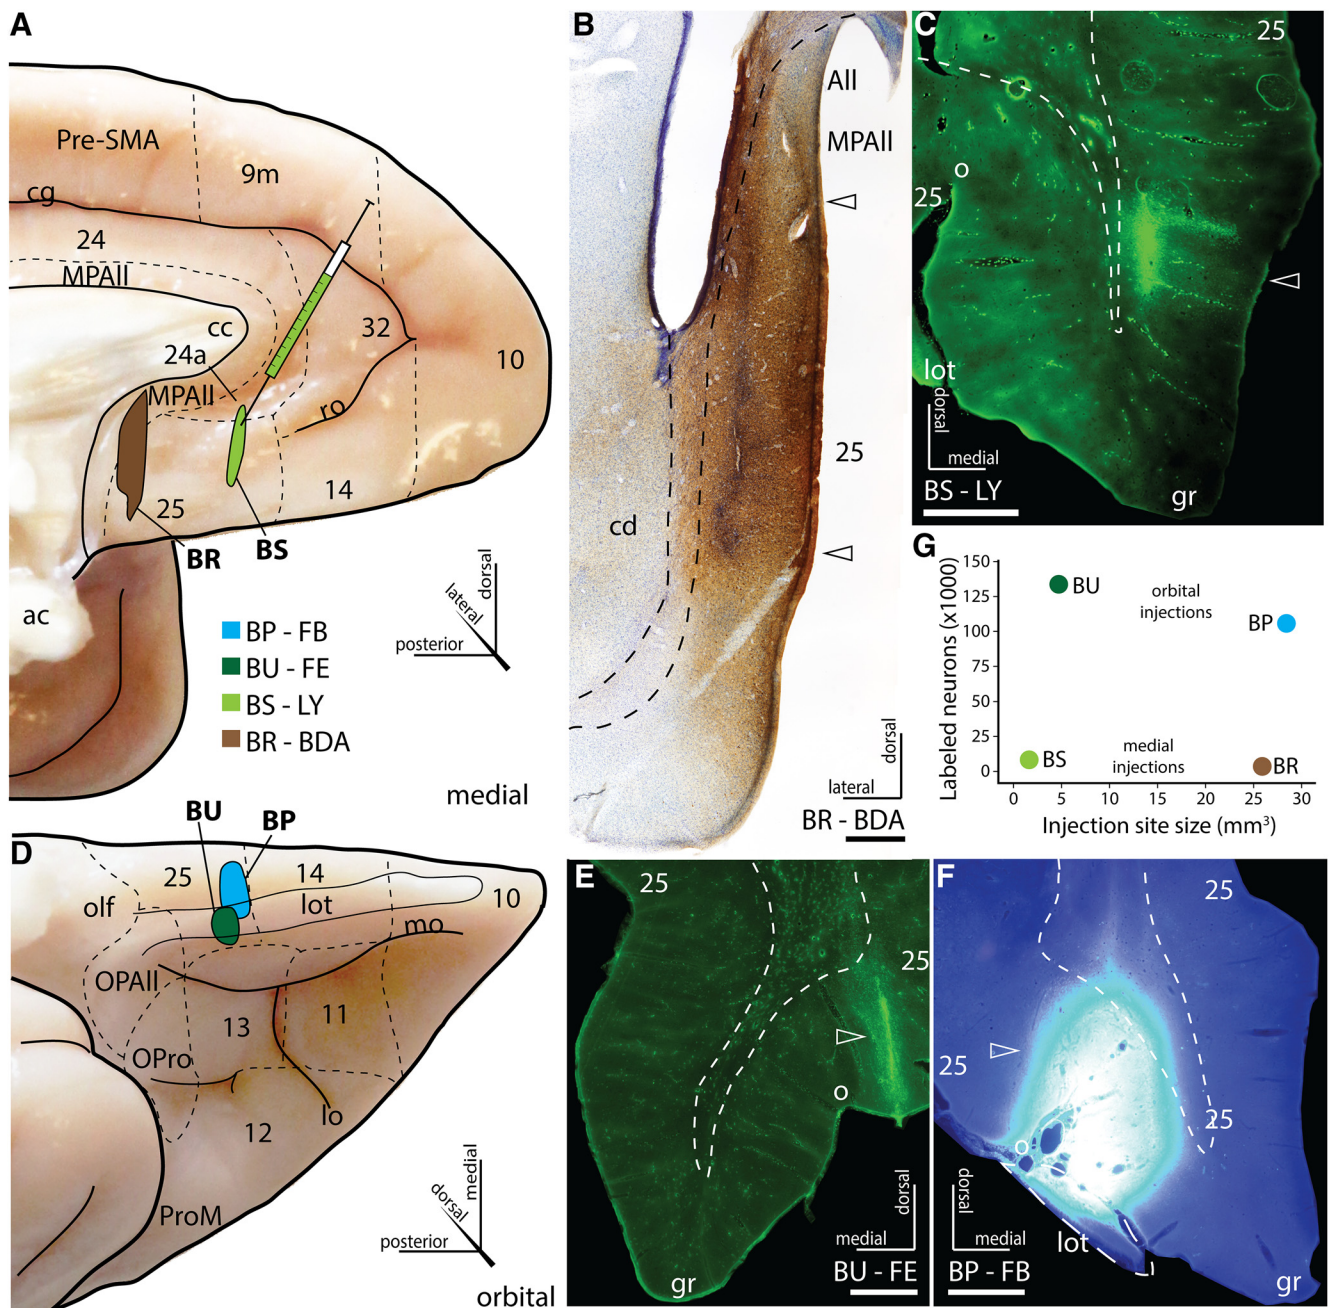 A
Pre-SMA
9m
cg
24
MPAll
cc
32
24a
10
MPAll
ro
14
25
BR
BS
ac
dorsal
lateral
posterior
BP - FB
BU - FE
BS - LY
BR - BDA
medial
B
All
MPAll
25
cd
dorsal
lateral
BR - BDA
C
25
o
25
lot
dorsal
medial
BS - LY
gr
G
150
125
100
75
50
25
0
Labeled neurons (x1000)
BU
orbital
injections
BP
BS
medial
injections
BR
0 5 10 15 20 25 30
Injection site size (mm³)
D
BU
BP
25
14
10
olf
lot
mo
OPAll
13
11
OPro
12
lo
ProM
medial
dorsal
posterior
orbital
E
25
25
o
dorsal
medial
BU - FE
gr
F
25
25
25
o
dorsal
medial
lot
BP - FB
gr